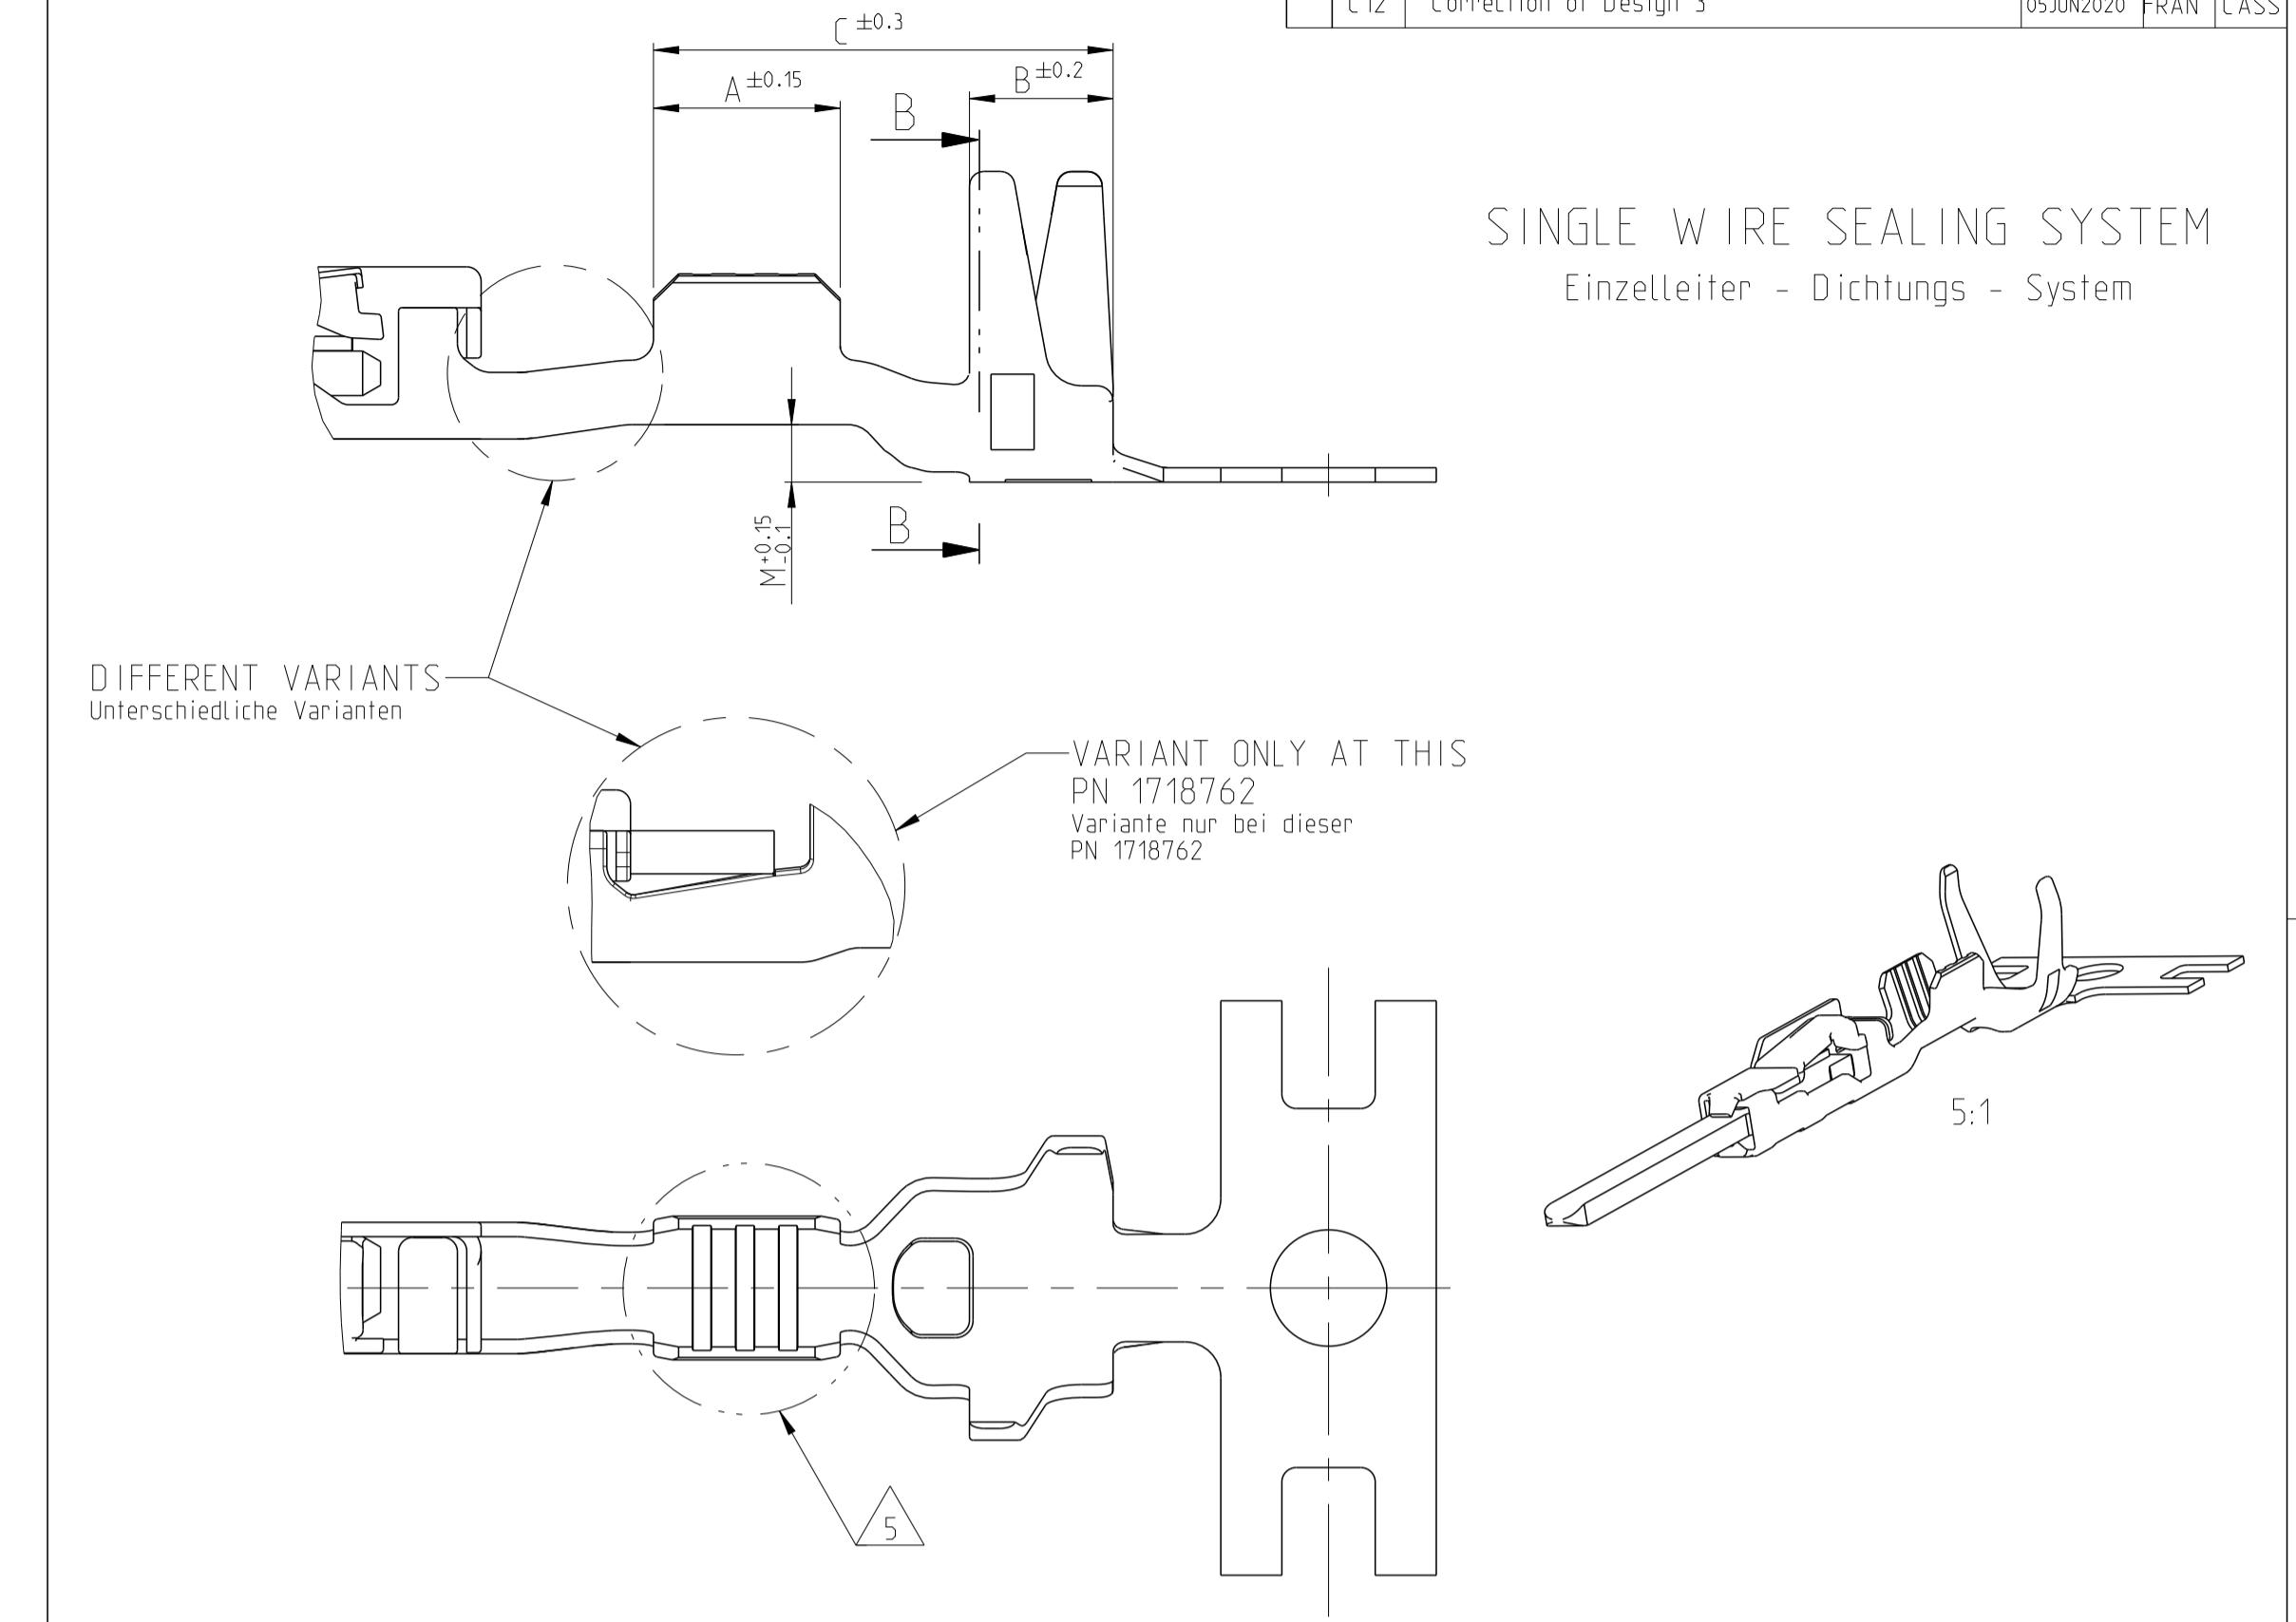 C12 Correction of Design 3 05JUN2020 FRAN CASS
C ±0.3
A ±0.15
B ±0.2
B
SINGLE WIRE SEALING SYSTEM
Einzelleiter - Dichtungs - System
M +0.15 -0.1
B
DIFFERENT VARIANTS
Unterschiedliche Varianten
VARIANT ONLY AT THIS
PN 1718762
Variante nur bei dieser
PN 1718762
5:1
5